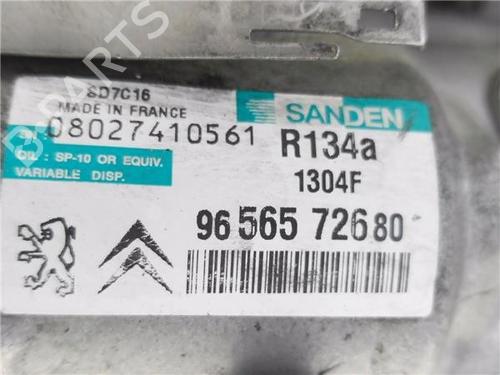 SD7C16
MADE IN FRANCE
S.N. 08027410561
OIL : SP-10 OR EQUIV.
VARIABLE DISP.
SANDEN
R134a
1304F
96 565 726 80
B-PARTS